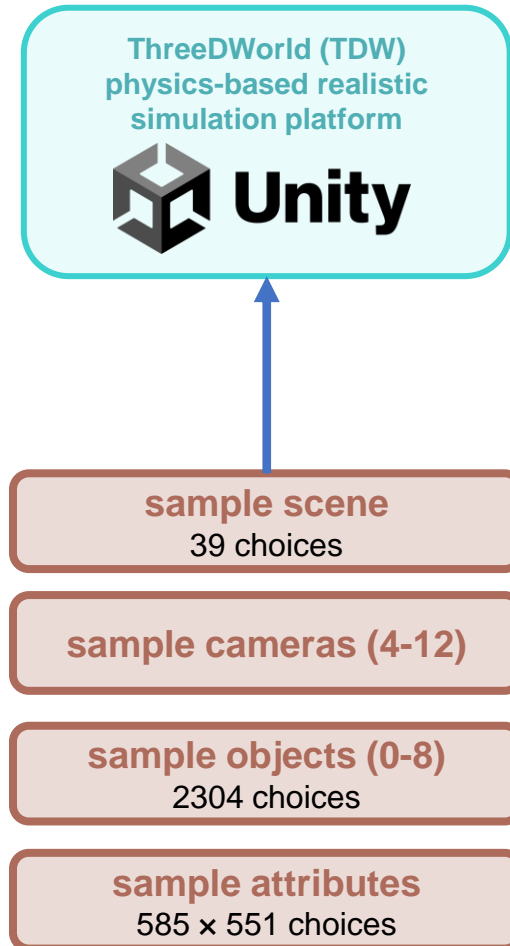 ThreeDWorld (TDW)
physics-based realistic
simulation platform
Unity
sample scene
39 choices
sample cameras (4-12)
sample objects (0-8)
2304 choices
sample attributes
585 × 551 choices